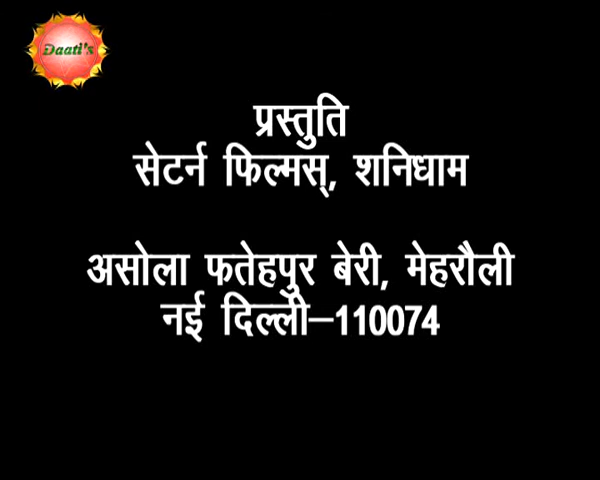 Daati's
प्रस्तुति
सेटर्न फिल्मस्, शनिधाम
असोला फतेहपुर बेरी, मेहरौली
नई दिल्ली–110074